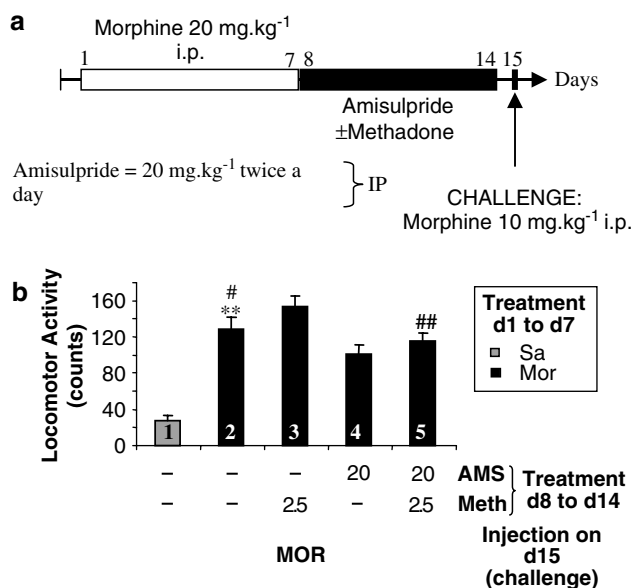 a
Morphine 20 mg.kg-1
i.p.
1 7 8 14 15
Days
Amisulpride
±Methadone
Amisulpride = 20 mg.kg-1 twice a
day
IP
CHALLENGE:
Morphine 10 mg.kg-1 i.p.
b
Locomotor Activity
(counts)
160
120
80
40
0
#
**
##
1 2 3 4 5
Treatment
d1 to d7
Sa
Mor
– – – 20 20 AMS
– – 2.5 – 2.5 Meth
Treatment
d8 to d14
MOR
Injection on
d15
(challenge)